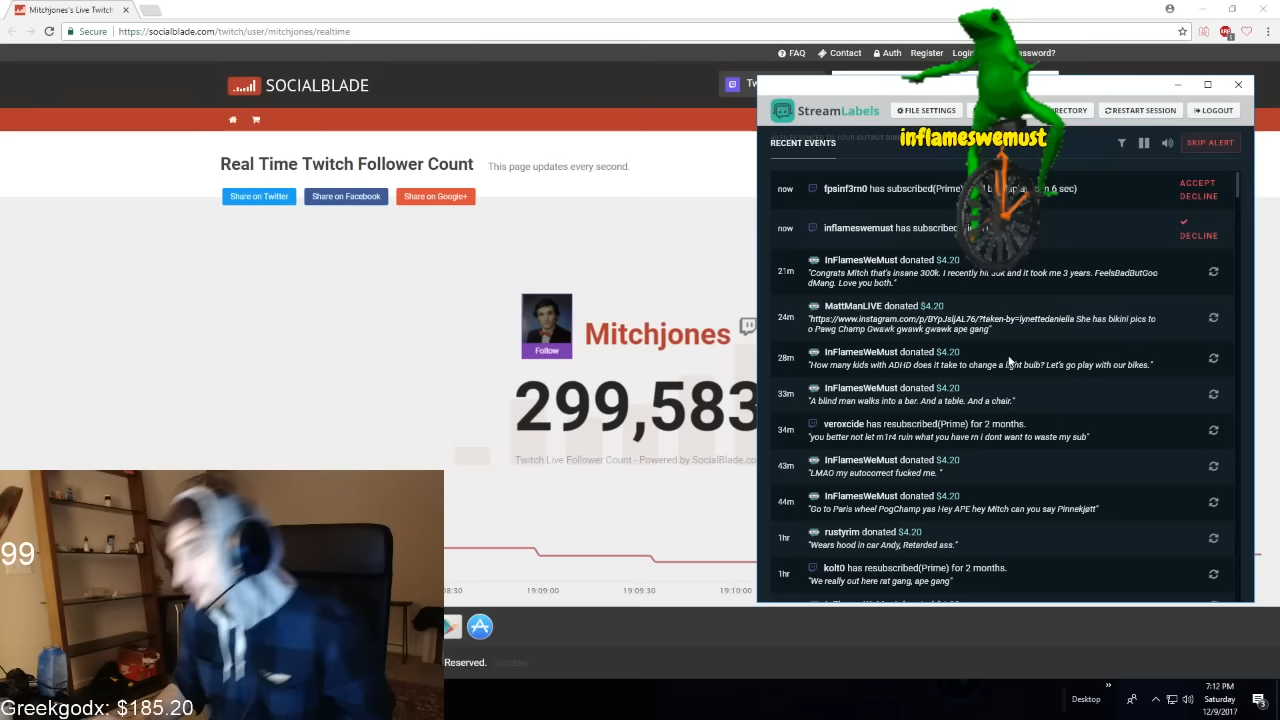 Mitchjones's Live Twitch
Secure
https://socialblade.com/twitch/user/mitchjones/realtime
FAQ
Contact
Auth
Register
Login
SOCIALBLADE
Real Time Twitch Follower Count
This page updates every second.
Share on Twitter
Share on Facebook
Share on Google+
Follow
Mitchjones
299,583
Twitch Live Follower Count - Powered by SocialBlade.co
08:30
19:09:00
19:09:30
19:10:00
Reserved.
StreamLabels
FILE SETTINGS
RESTART SESSION
LOGOUT
RECENT EVENTS
inflameswemust
SKIP ALERT
now
fpsinf3rn0 has subscribed(Prime)
6 sec)
ACCEPT
DECLINE
now
inflameswemust has subscribed
DECLINE
21m
InFlamesWeMust donated $4.20
"Congrats Mitch that's insane 300k. I recently hit 30k and it took me 3 years. FeelsBadButGoo
dMang. Love you both."
24m
MattManLIVE donated $4.20
"https://www.instagram.com/p/BYpJsljAL76/?taken-by=lynettedaniella She has bikini pics to
o Pawg Champ Gwawk gwawk gwawk ape gang"
28m
InFlamesWeMust donated $4.20
"How many kids with ADHD does it take to change a light bulb? Let's go play with our bikes."
33m
InFlamesWeMust donated $4.20
"A blind man walks into a bar. And a table. And a chair."
34m
veroxcide has resubscribed(Prime) for 2 months.
"you better not let m1r4 ruin what you have rn i dont want to waste my sub"
43m
InFlamesWeMust donated $4.20
"LMAO my autocorrect fucked me. "
44m
InFlamesWeMust donated $4.20
"Go to Paris wheel PogChamp yas Hey APE hey Mitch can you say Pinnekjøtt"
1hr
rustyrim donated $4.20
"Wears hood in car Andy, Retarded ass."
1hr
kolt0 has resubscribed(Prime) for 2 months.
"We really out here rat gang, ape gang"
99
Greekgodx: $185.20
Desktop
7:12 PM
Saturday
12/9/2017
3